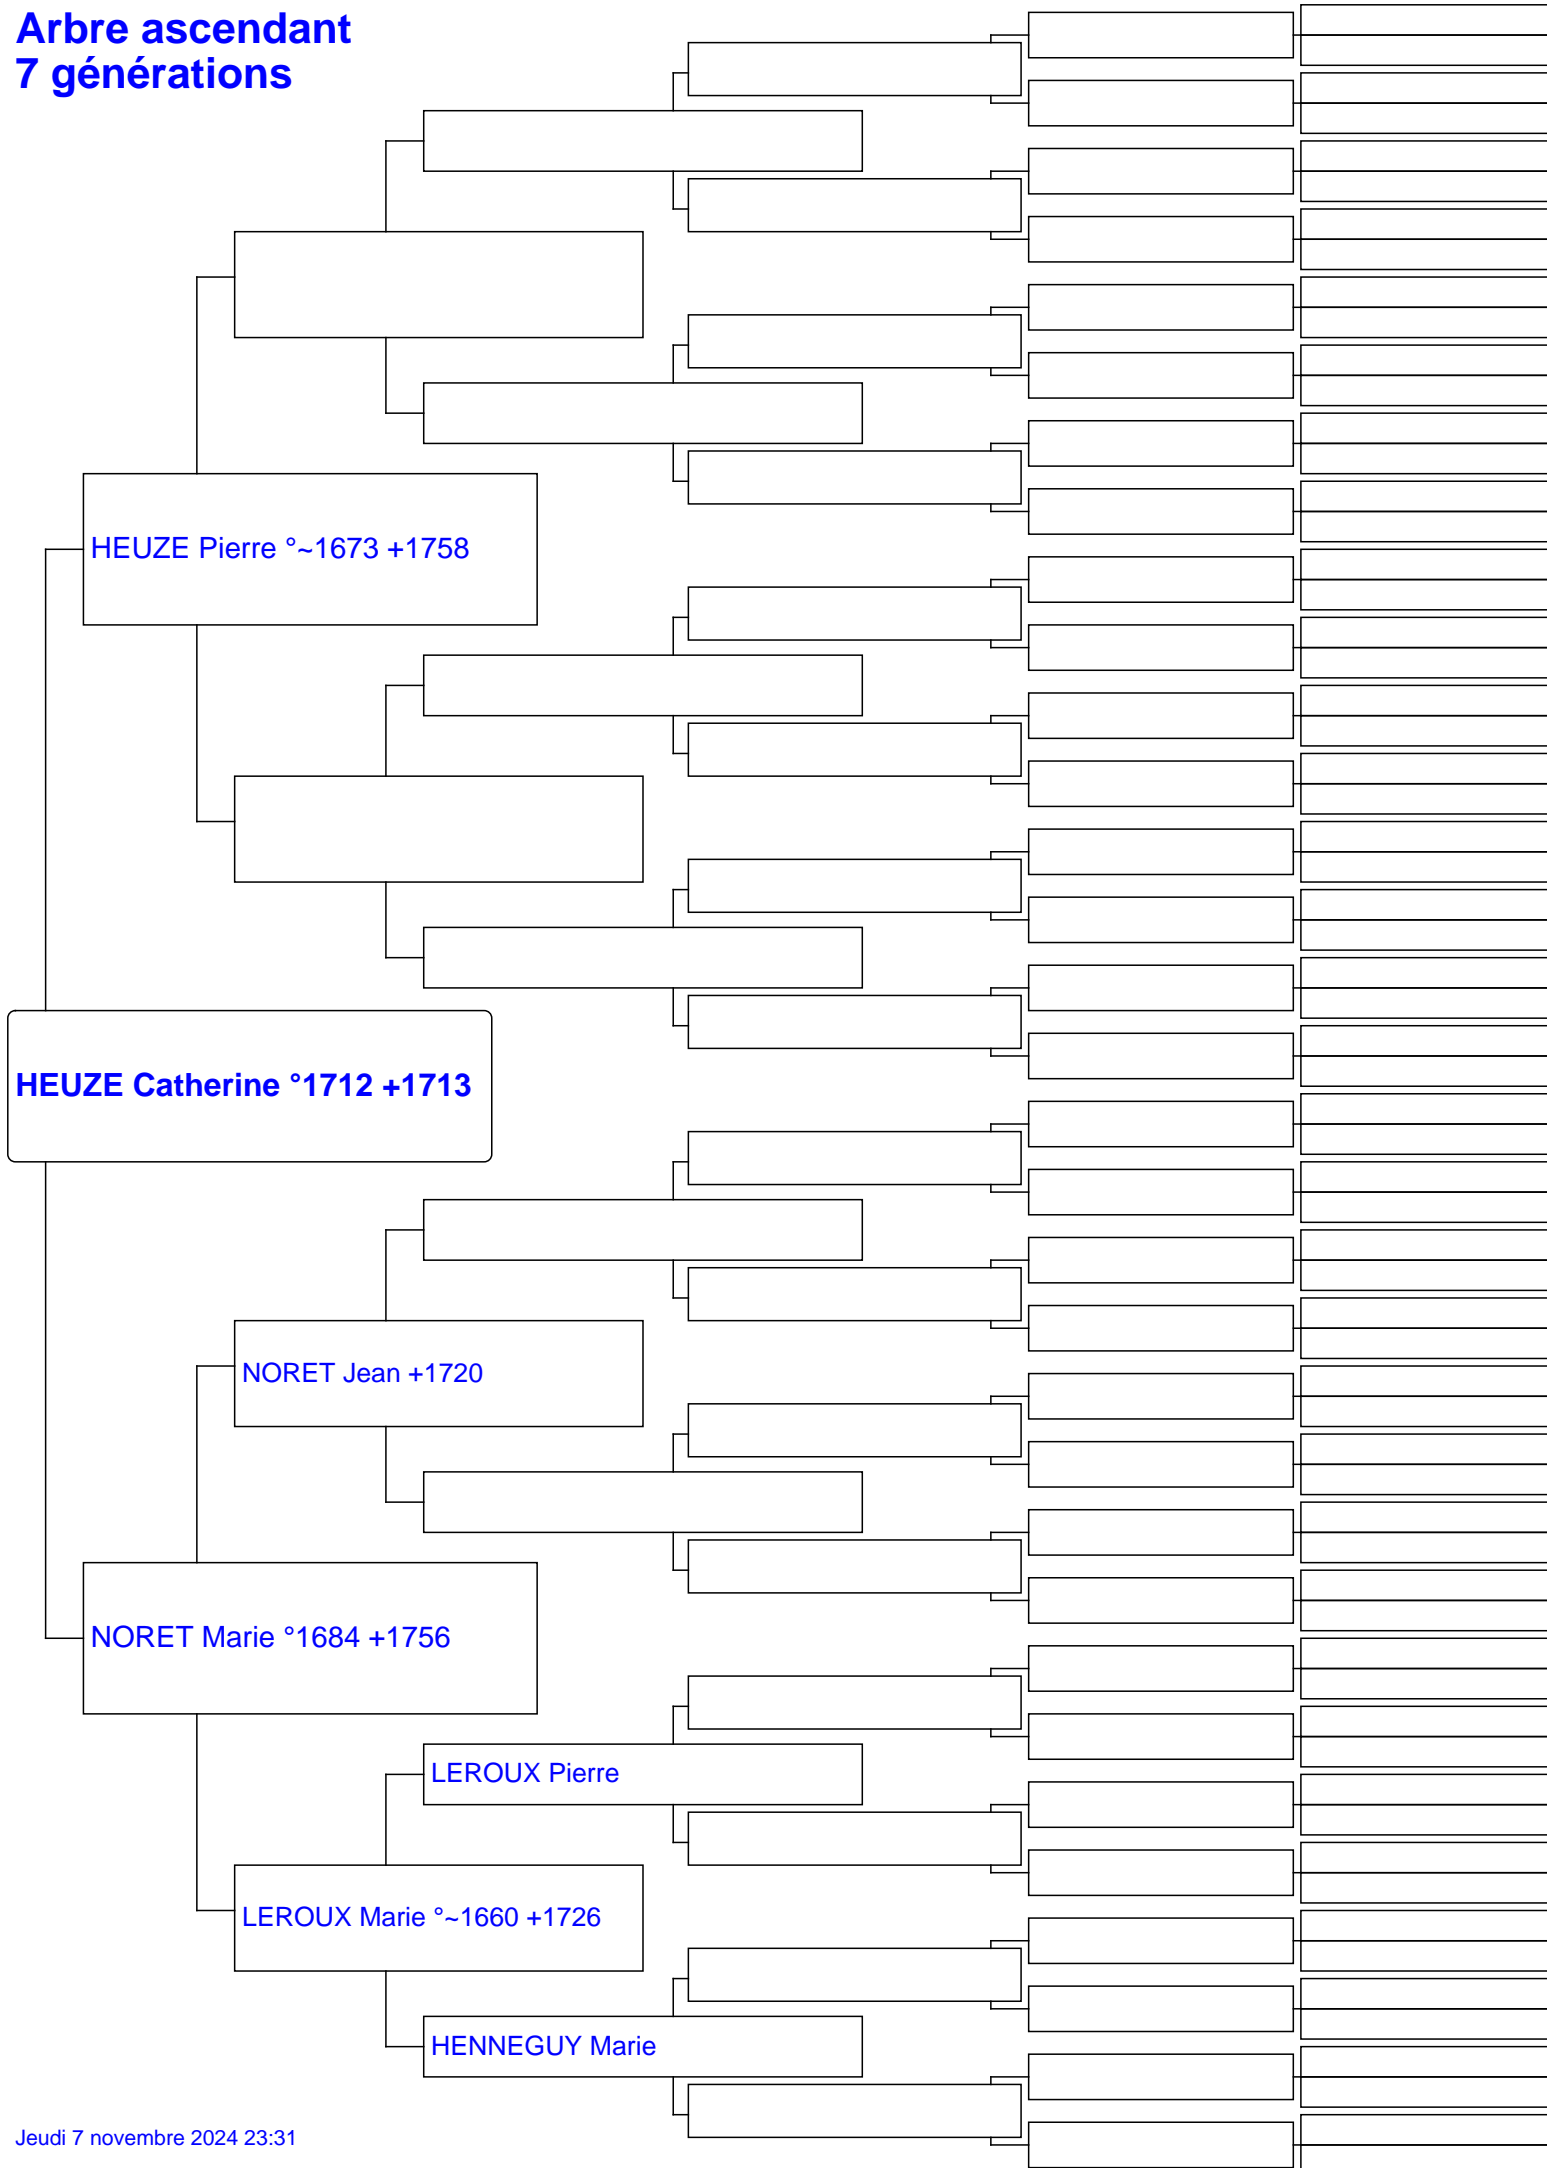 Arbre ascendant
7 générations
HEUZE Pierre °~1673 +1758
HEUZE Catherine °1712 +1713
NORET Jean +1720
NORET Marie °1684 +1756
LEROUX Pierre
LEROUX Marie °~1660 +1726
HENNEGUY Marie
Jeudi 7 novembre 2024 23:31